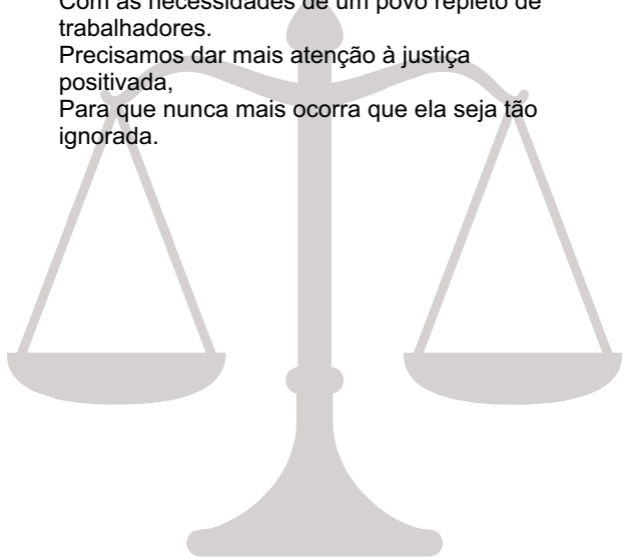 Com as necessidades de um povo repleto de
trabalhadores.
Precisamos dar mais atenção à justiça
positivada,
Para que nunca mais ocorra que ela seja tão
ignorada.